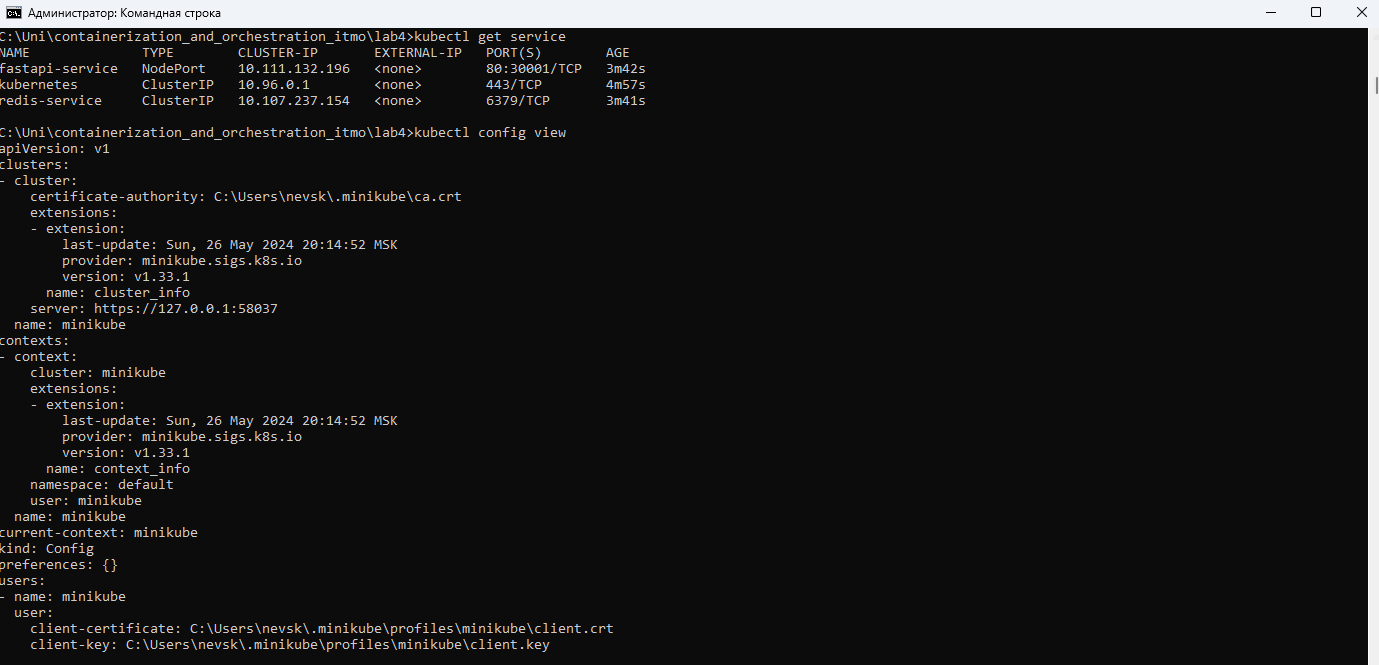 Администратор: Командная строка
C:\Uni\containerization_and_orchestration_itmo\lab4>kubectl get service
NAME TYPE CLUSTER-IP EXTERNAL-IP PORT(S) AGE
fastapi-service NodePort 10.111.132.196 <none> 80:30001/TCP 3m42s
kubernetes ClusterIP 10.96.0.1 <none> 443/TCP 4m57s
redis-service ClusterIP 10.107.237.154 <none> 6379/TCP 3m41s
C:\Uni\containerization_and_orchestration_itmo\lab4>kubectl config view
apiVersion: v1
clusters:
- cluster:
    certificate-authority: C:\Users\nevsk\.minikube\ca.crt
    extensions:
    - extension:
        last-update: Sun, 26 May 2024 20:14:52 MSK
        provider: minikube.sigs.k8s.io
        version: v1.33.1
      name: cluster_info
    server: https://127.0.0.1:58037
  name: minikube
contexts:
- context:
    cluster: minikube
    extensions:
    - extension:
        last-update: Sun, 26 May 2024 20:14:52 MSK
        provider: minikube.sigs.k8s.io
        version: v1.33.1
      name: context_info
    namespace: default
    user: minikube
  name: minikube
current-context: minikube
kind: Config
preferences: {}
users:
- name: minikube
  user:
    client-certificate: C:\Users\nevsk\.minikube\profiles\minikube\client.crt
    client-key: C:\Users\nevsk\.minikube\profiles\minikube\client.key